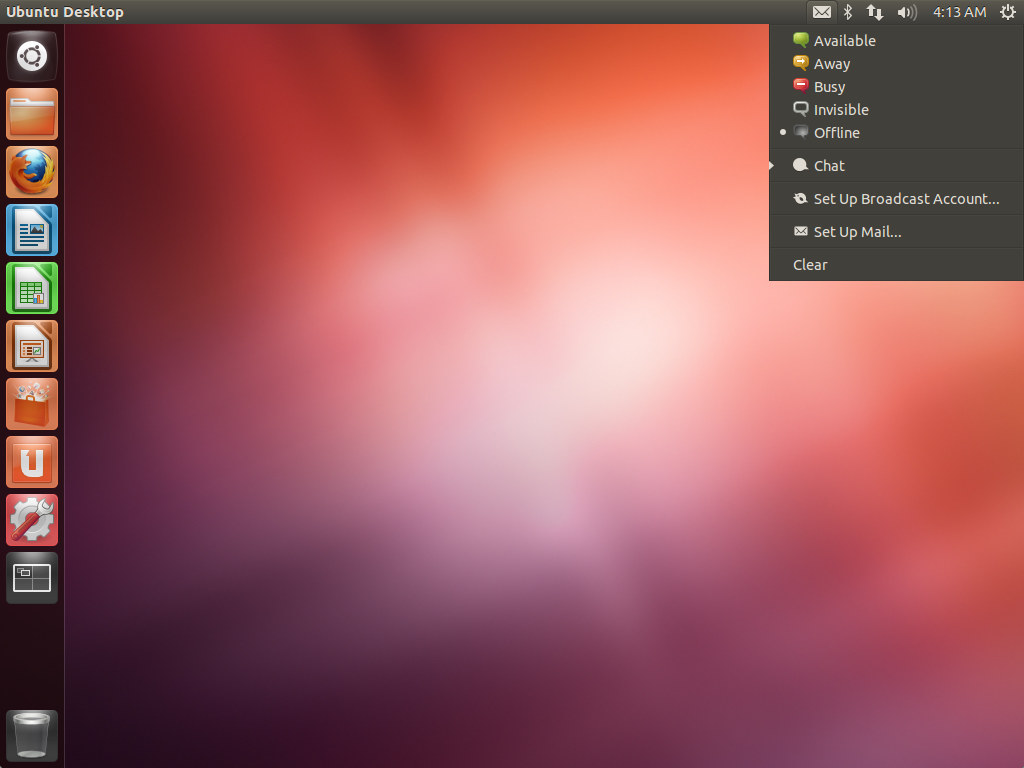 Ubuntu Desktop
4:13 AM
Available
Away
Busy
Invisible
Offline
Chat
Set Up Broadcast Account...
Set Up Mail...
Clear